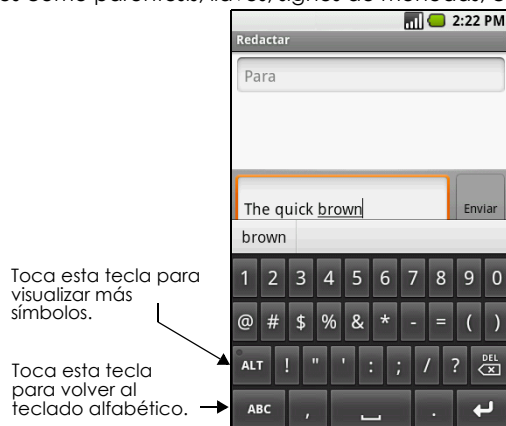 2:22 PM
Redactar
Para
The quick brown
Enviar
brown
Toca esta tecla para
visualizar más
símbolos.
1 2 3 4 5 6 7 8 9 0
@ # $ % & * - = ( )
ALT ! " ' : ; / ? DEL
Toca esta tecla
para volver al
teclado alfabético.
ABC , .